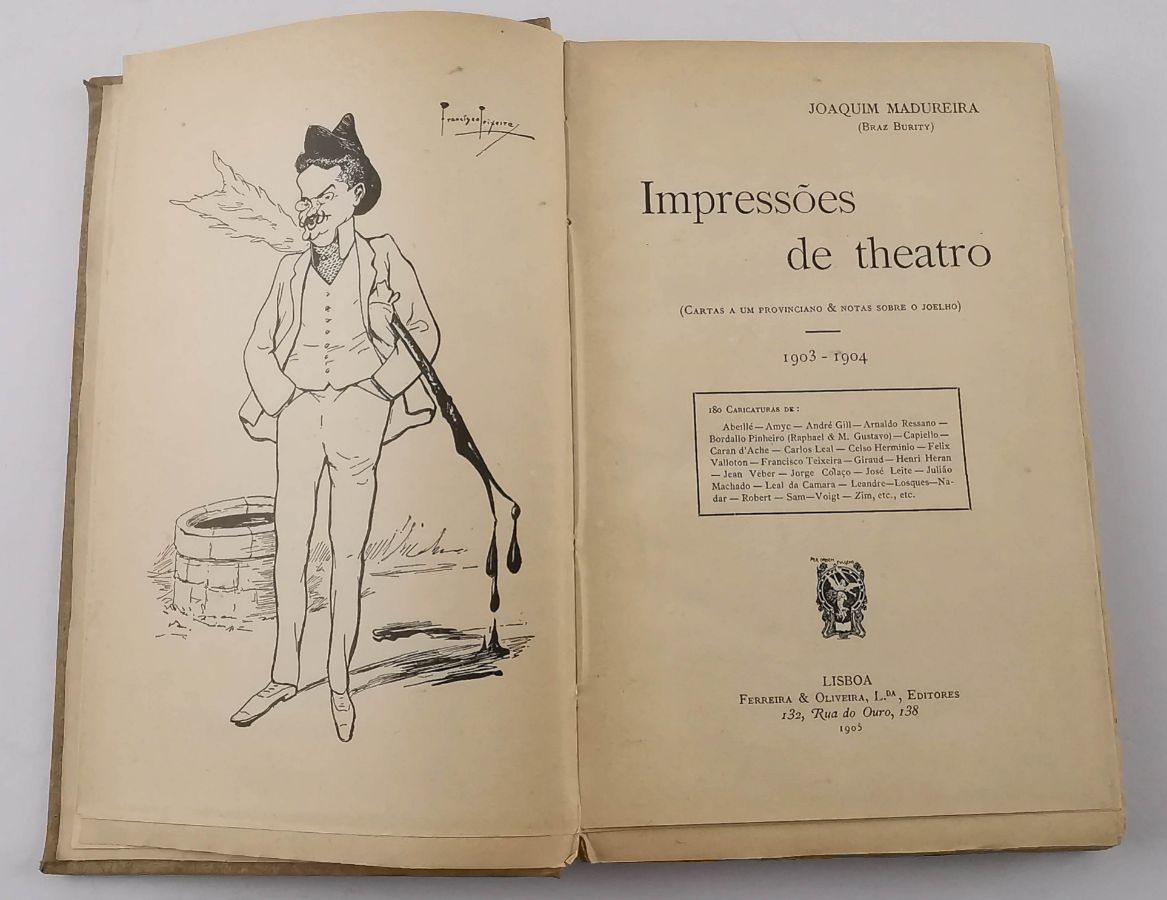 Francisco Teixeira
JOAQUIM MADUREIRA
(BRAZ BURITY)
Impressões
de theatro
(CARTAS A UM PROVINCIANO & NOTAS SOBRE O JOELHO)
1903 - 1904
180 CARICATURAS DE :
Abeillé — Amyc — André Gill — Arnaldo Ressano —
Bordallo Pinheiro (Raphael & M. Gustavo) — Capiello —
Caran d'Ache — Carlos Leal — Celso Herminio — Felix
Valloton — Francisco Teixeira — Giraud — Henri Heran
— Jean Véber — Jorge Colaço — José Leite — Julião
Machado — Leal da Camara — Leandre — Losques — Na-
dar — Robert — Sam — Voigt — Zim, etc., etc.
LISBOA
FERREIRA & OLIVEIRA, L.DA, EDITORES
132, Rua do Ouro, 138
1905